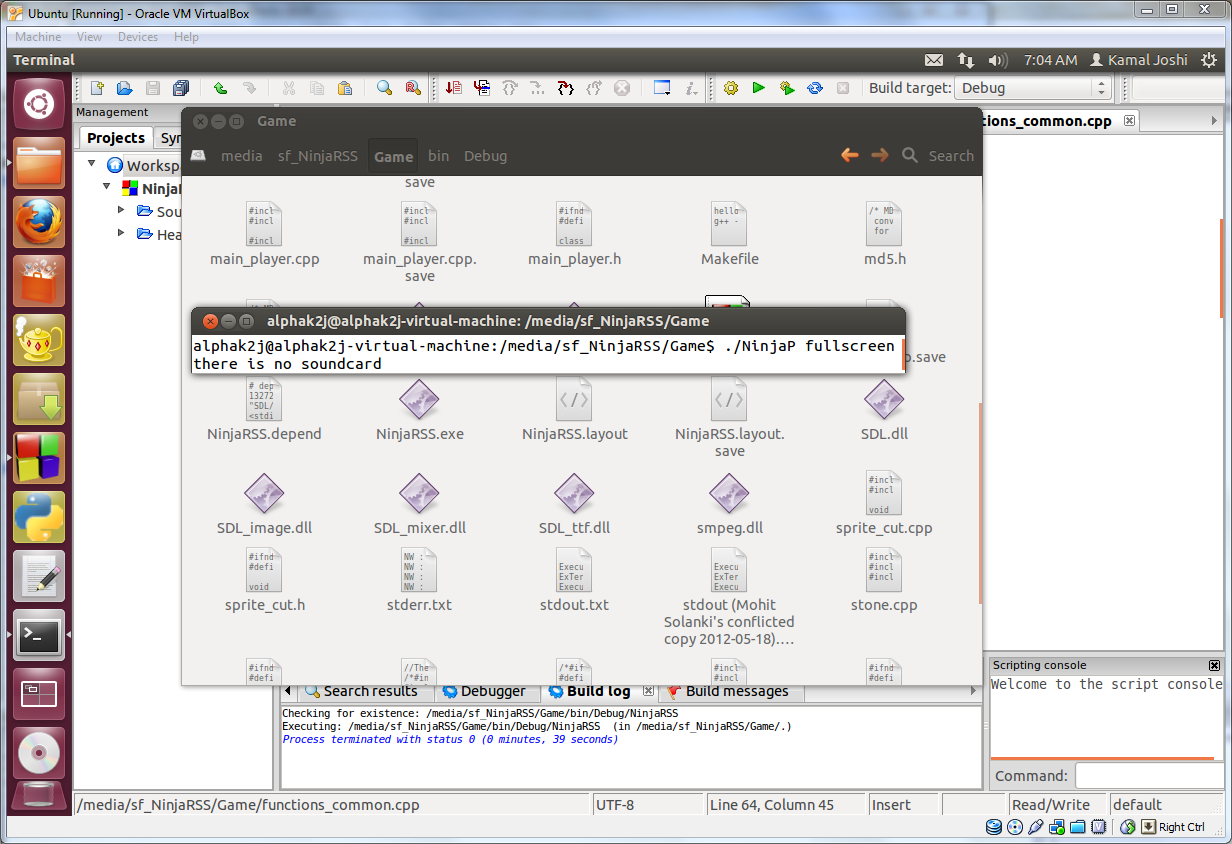 Ubuntu [Running] - Oracle VM VirtualBox
Machine View Devices Help
Terminal
7:04 AM Kamal Joshi
Build target: Debug
Management
Projects
Game
tions_common.cpp
media sf_NinjaRSS Game bin Debug
Search
Worksp
NinjaR
Sou
Hea
save
#incl
#incl
#incl
#incl
#incl
#incl
#ifnd
#defi
class
hello
g++ -
/* MD
conv
for
main_player.cpp
main_player.cpp.
save
main_player.h
Makefile
md5.h
alphak2j@alphak2j-virtual-machine: /media/sf_NinjaRSS/Game
alphak2j@alphak2j-virtual-machine:/media/sf_NinjaRSS/Game$ ./NinjaP fullscreen
there is no soundcard
.save
# dep
13272
"SDL/
<stdi
NinjaRSS.depend
NinjaRSS.exe
NinjaRSS.layout
NinjaRSS.layout.
save
SDL.dll
#incl
#incl
void
SDL_image.dll
SDL_mixer.dll
SDL_ttf.dll
smpeg.dll
sprite_cut.cpp
#ifnd
#defi
void
NW :
NW :
NW :
NW :
Execu
ExTer
Execu
Execu
ExTer
Execu
#incl
#incl
#incl
sprite_cut.h
stderr.txt
stdout.txt
stdout (Mohit
Solanki's conflicted
copy 2012-05-18)....
stone.cpp
#ifnd
#defi
//The
/*#in
/*#if
#defi
#incl
#incl
#ifnd
#defi
Search results
Debugger
Build log
Build messages
Checking for existence: /media/sf_NinjaRSS/Game/bin/Debug/NinjaRSS
Executing: /media/sf_NinjaRSS/Game/bin/Debug/NinjaRSS (in /media/sf_NinjaRSS/Game/.)
Process terminated with status 0 (0 minutes, 39 seconds)
Scripting console
Welcome to the script console
Command:
/media/sf_NinjaRSS/Game/functions_common.cpp
UTF-8
Line 64, Column 45
Insert
Read/Write
default
Right Ctrl